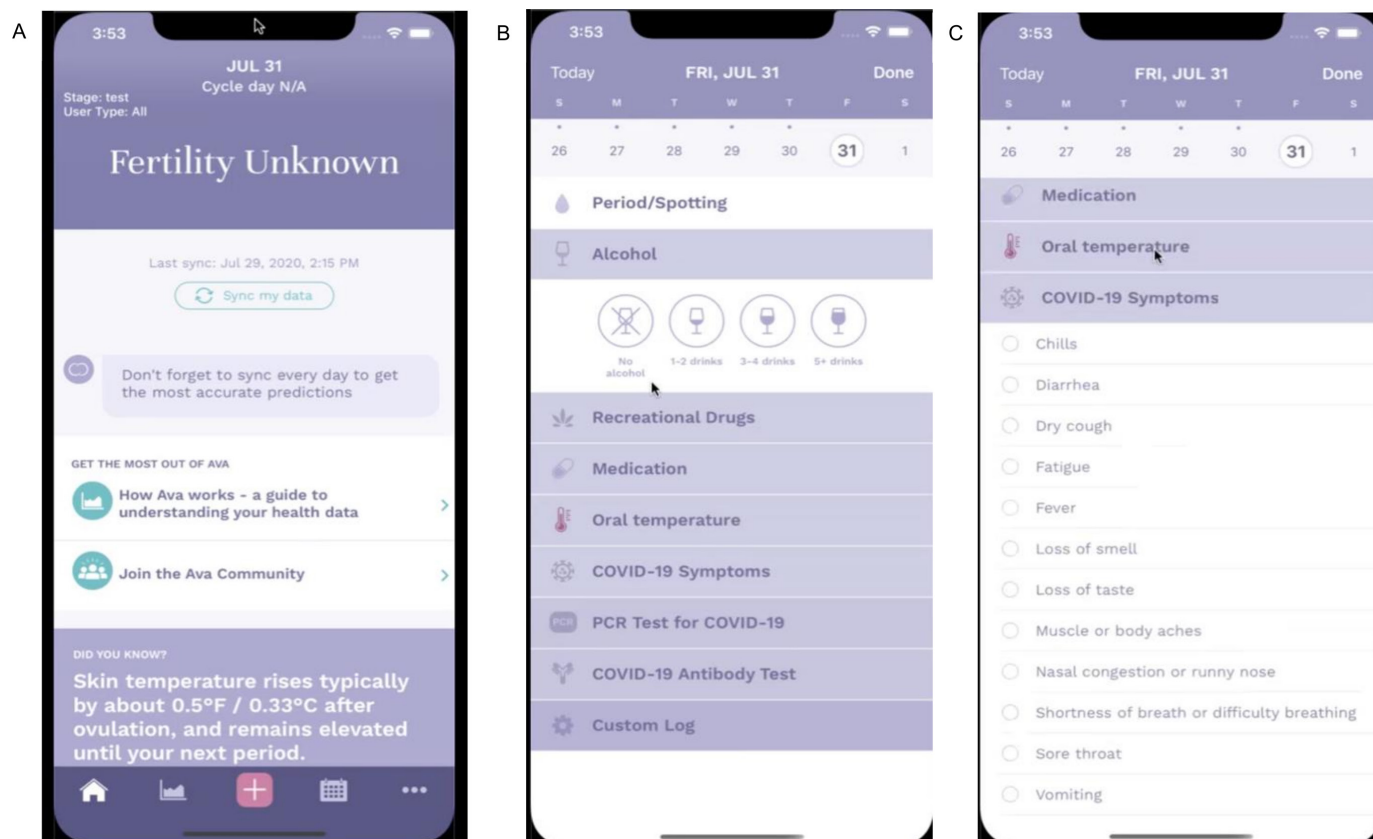 A
3:53
JUL 31
Cycle day N/A
Stage: test
User Type: All
Fertility Unknown
Last sync: Jul 29, 2020, 2:15 PM
Sync my data
Don't forget to sync every day to get
the most accurate predictions
GET THE MOST OUT OF AVA
How Ava works - a guide to
understanding your health data
Join the Ava Community
DID YOU KNOW?
Skin temperature rises typically
by about 0.5°F / 0.33°C after
ovulation, and remains elevated
until your next period.
B
3:53
Today FRI, JUL 31 Done
S M T W T F S
26 27 28 29 30 31 1
Period/Spotting
Alcohol
No
alcohol
1-2 drinks 3-4 drinks 5+ drinks
Recreational Drugs
Medication
Oral temperature
COVID-19 Symptoms
PCR PCR Test for COVID-19
COVID-19 Antibody Test
Custom Log
C
3:53
Today FRI, JUL 31 Done
S M T W T F S
26 27 28 29 30 31 1
Medication
Oral temperature
COVID-19 Symptoms
Chills
Diarrhea
Dry cough
Fatigue
Fever
Loss of smell
Loss of taste
Muscle or body aches
Nasal congestion or runny nose
Shortness of breath or difficulty breathing
Sore throat
Vomiting